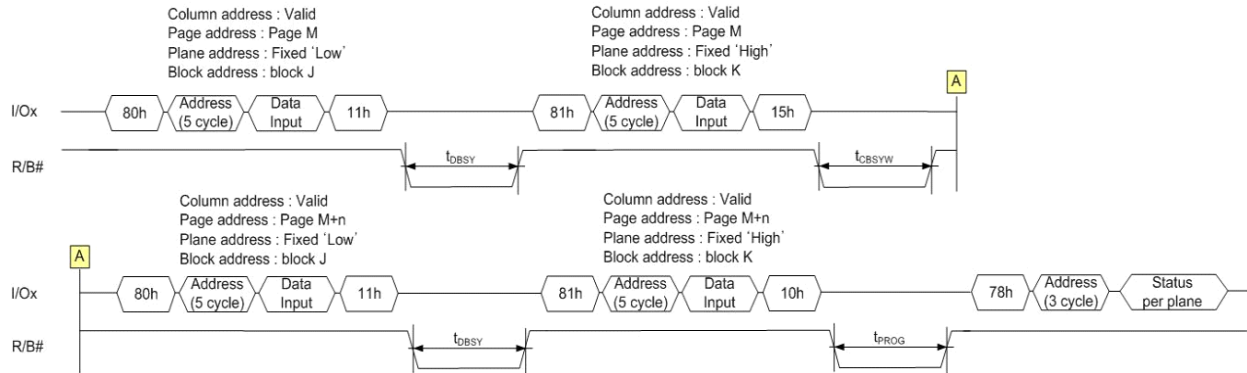 Column address : Valid
Page address : Page M
Plane address : Fixed ‘Low’
Block address : block J
Column address : Valid
Page address : Page M
Plane address : Fixed ‘High’
Block address : block K
A
I/Ox
80h
Address
(5 cycle)
Data
Input
11h
81h
Address
(5 cycle)
Data
Input
15h
R/B#
tDBSY
tCBSYW
Column address : Valid
Page address : Page M+n
Plane address : Fixed ‘Low’
Block address : block J
Column address : Valid
Page address : Page M+n
Plane address : Fixed ‘High’
Block address : block K
A
I/Ox
80h
Address
(5 cycle)
Data
Input
11h
81h
Address
(5 cycle)
Data
Input
10h
78h
Address
(3 cycle)
Status
per plane
R/B#
tDBSY
tPROG